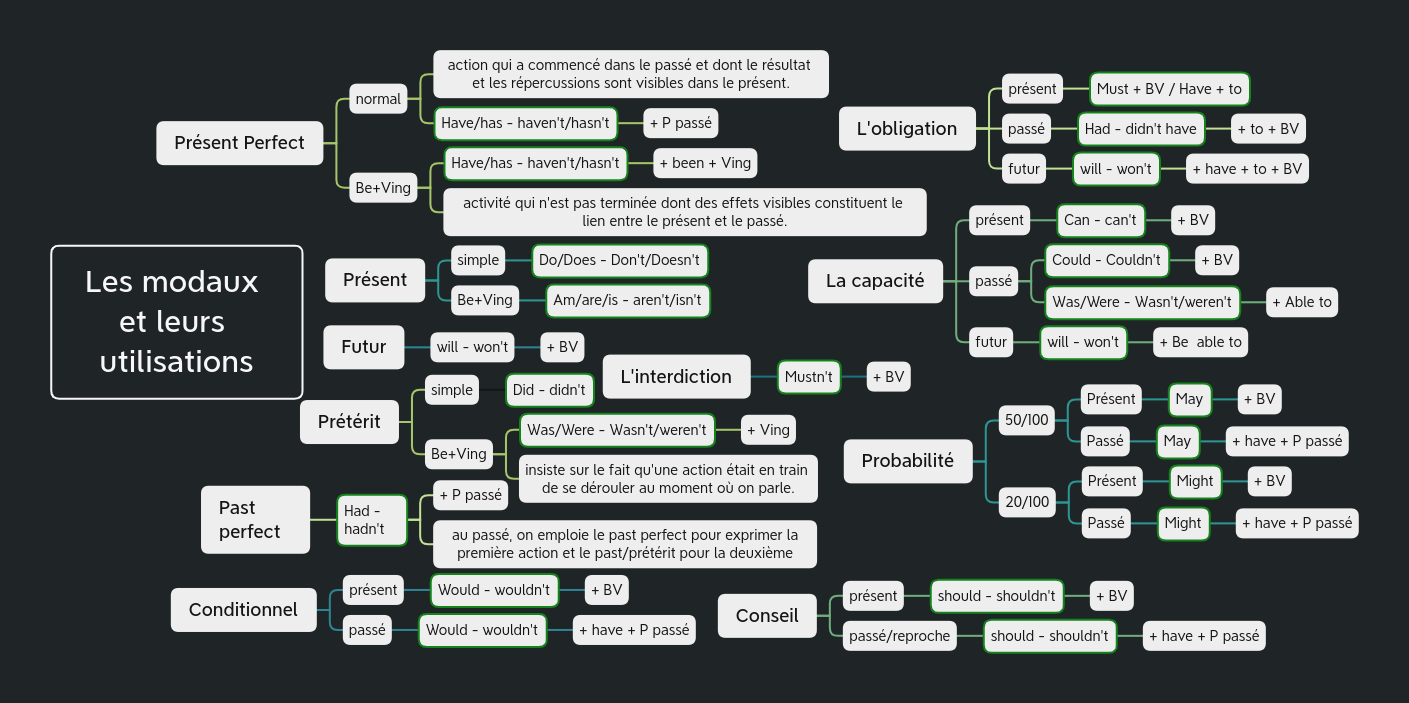 Les modaux
et leurs
utilisations
Présent Perfect
normal
action qui a commencé dans le passé et dont le résultat
et les répercussions sont visibles dans le présent.
Have/has - haven't/hasn't
+ P passé
Be+Ving
Have/has - haven't/hasn't
+ been + Ving
activité qui n'est pas terminée dont des effets visibles constituent le
lien entre le présent et le passé.
Présent
simple
Do/Does - Don't/Doesn't
Be+Ving
Am/are/is - aren't/isn't
Futur
will - won't
+ BV
Prétérit
simple
Did - didn't
Be+Ving
Was/Were - Wasn't/weren't
+ Ving
insiste sur le fait qu'une action était en train
de se dérouler au moment où on parle.
Past
perfect
Had -
hadn't
+ P passé
au passé, on emploie le past perfect pour exprimer la
première action et le past/prétérit pour la deuxième
Conditionnel
présent
Would - wouldn't
+ BV
passé
Would - wouldn't
+ have + P passé
L'obligation
présent
Must + BV / Have + to
passé
Had - didn't have
+ to + BV
futur
will - won't
+ have + to + BV
La capacité
présent
Can - can't
+ BV
passé
Could - Couldn't
+ BV
Was/Were - Wasn't/weren't
+ Able to
futur
will - won't
+ Be able to
L'interdiction
Mustn't
+ BV
Probabilité
50/100
Présent
May
+ BV
Passé
May
+ have + P passé
20/100
Présent
Might
+ BV
Passé
Might
+ have + P passé
Conseil
présent
should - shouldn't
+ BV
passé/reproche
should - shouldn't
+ have + P passé